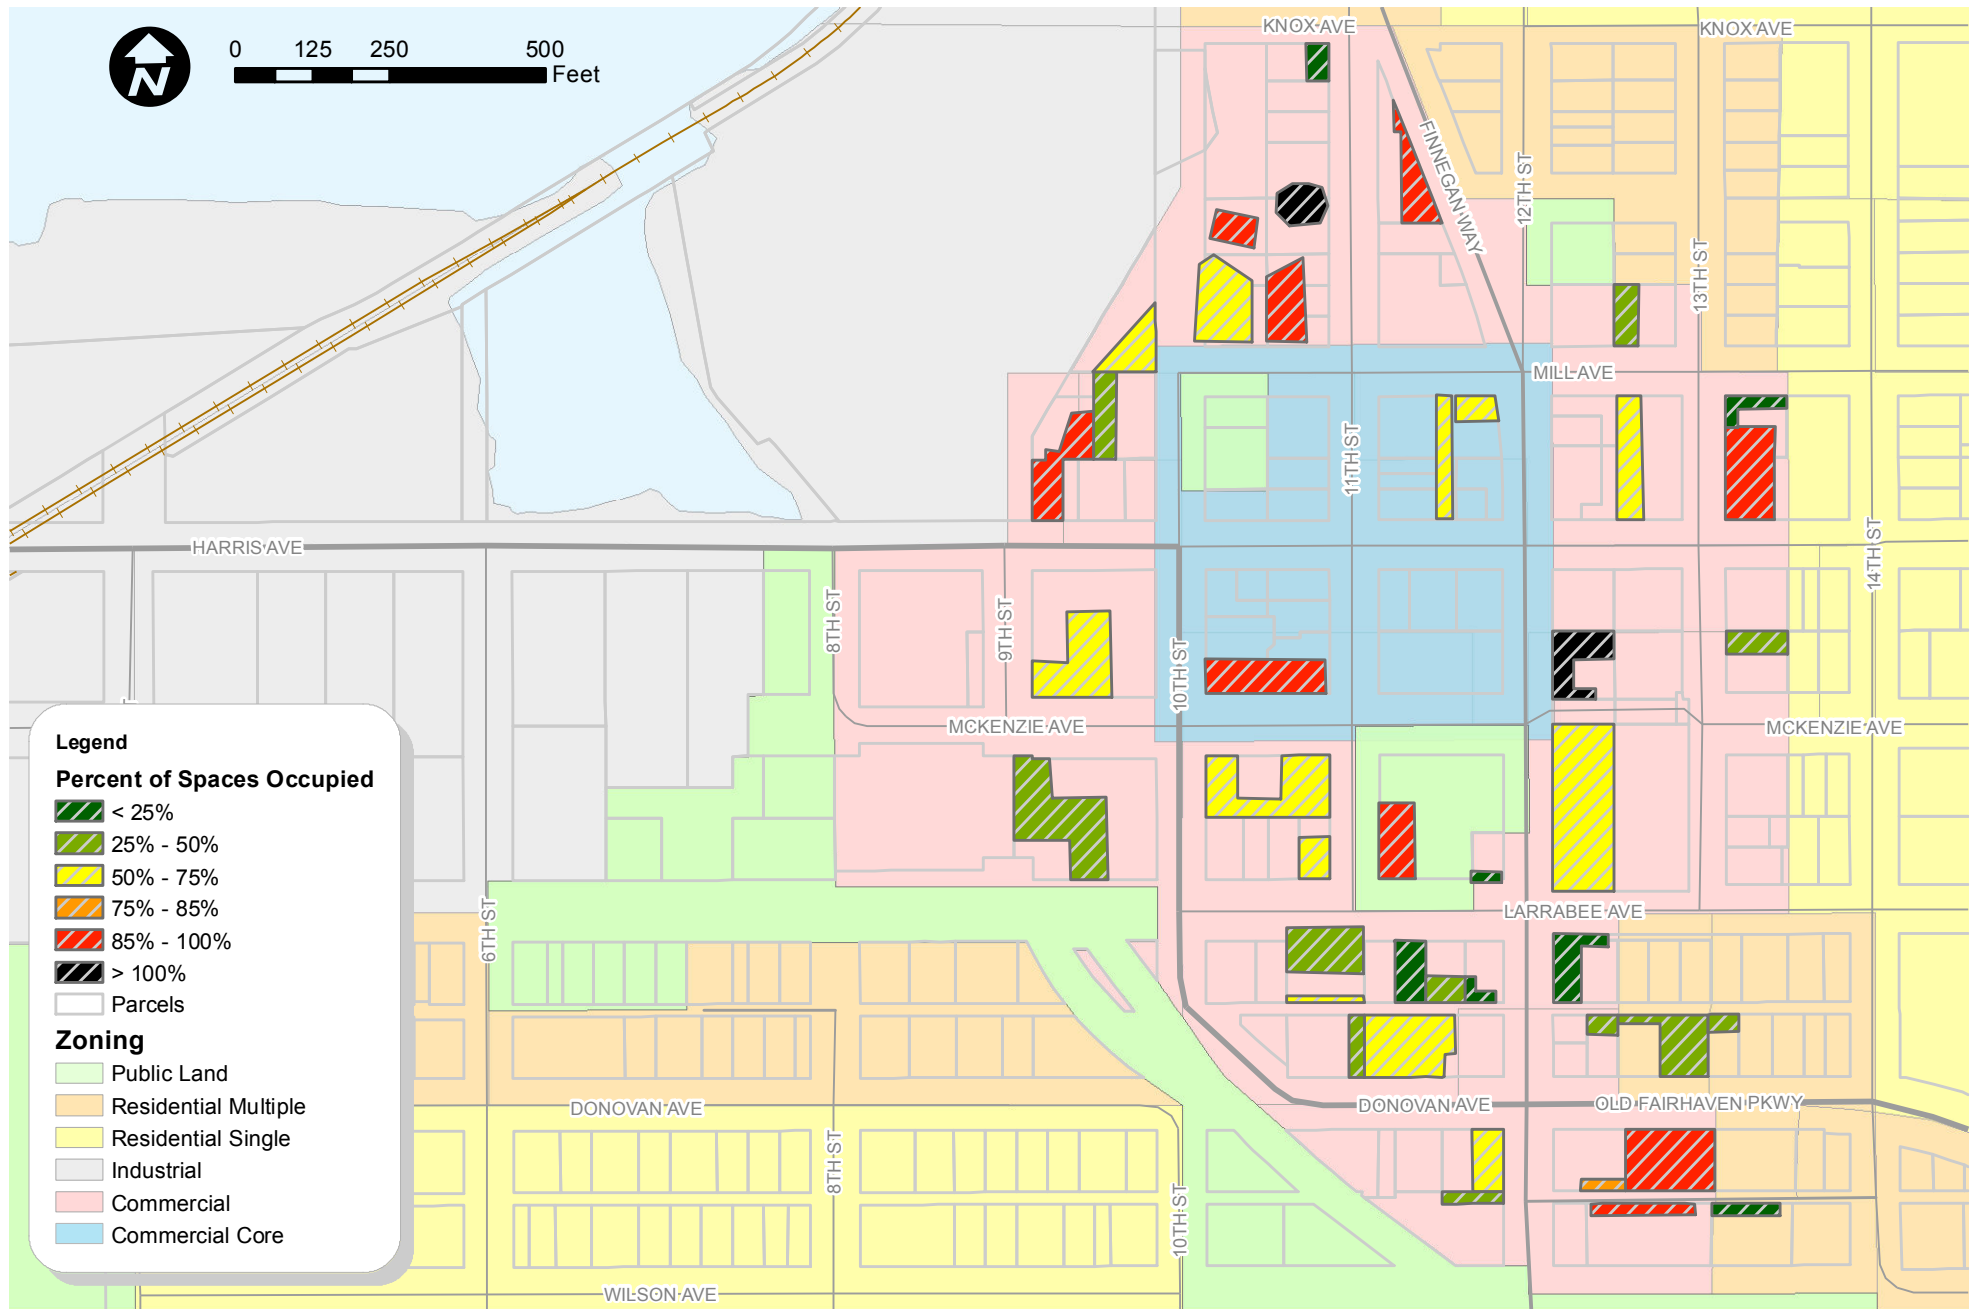 KNOX AVE
KNOX AVE
0 125 250 500
Feet
N
FINNEGAN WAY
12TH ST
13TH ST
MILL AVE
11TH ST
14TH ST
HARRIS AVE
8TH ST
9TH ST
10TH ST
MCKENZIE AVE
MCKENZIE AVE
LARRABEE AVE
6TH ST
DONOVAN AVE
DONOVAN AVE
OLD FAIRHAVEN PKWY
8TH ST
10TH ST
WILSON AVE
Legend
Percent of Spaces Occupied
< 25%
25% - 50%
50% - 75%
75% - 85%
85% - 100%
> 100%
Parcels
Zoning
Public Land
Residential Multiple
Residential Single
Industrial
Commercial
Commercial Core